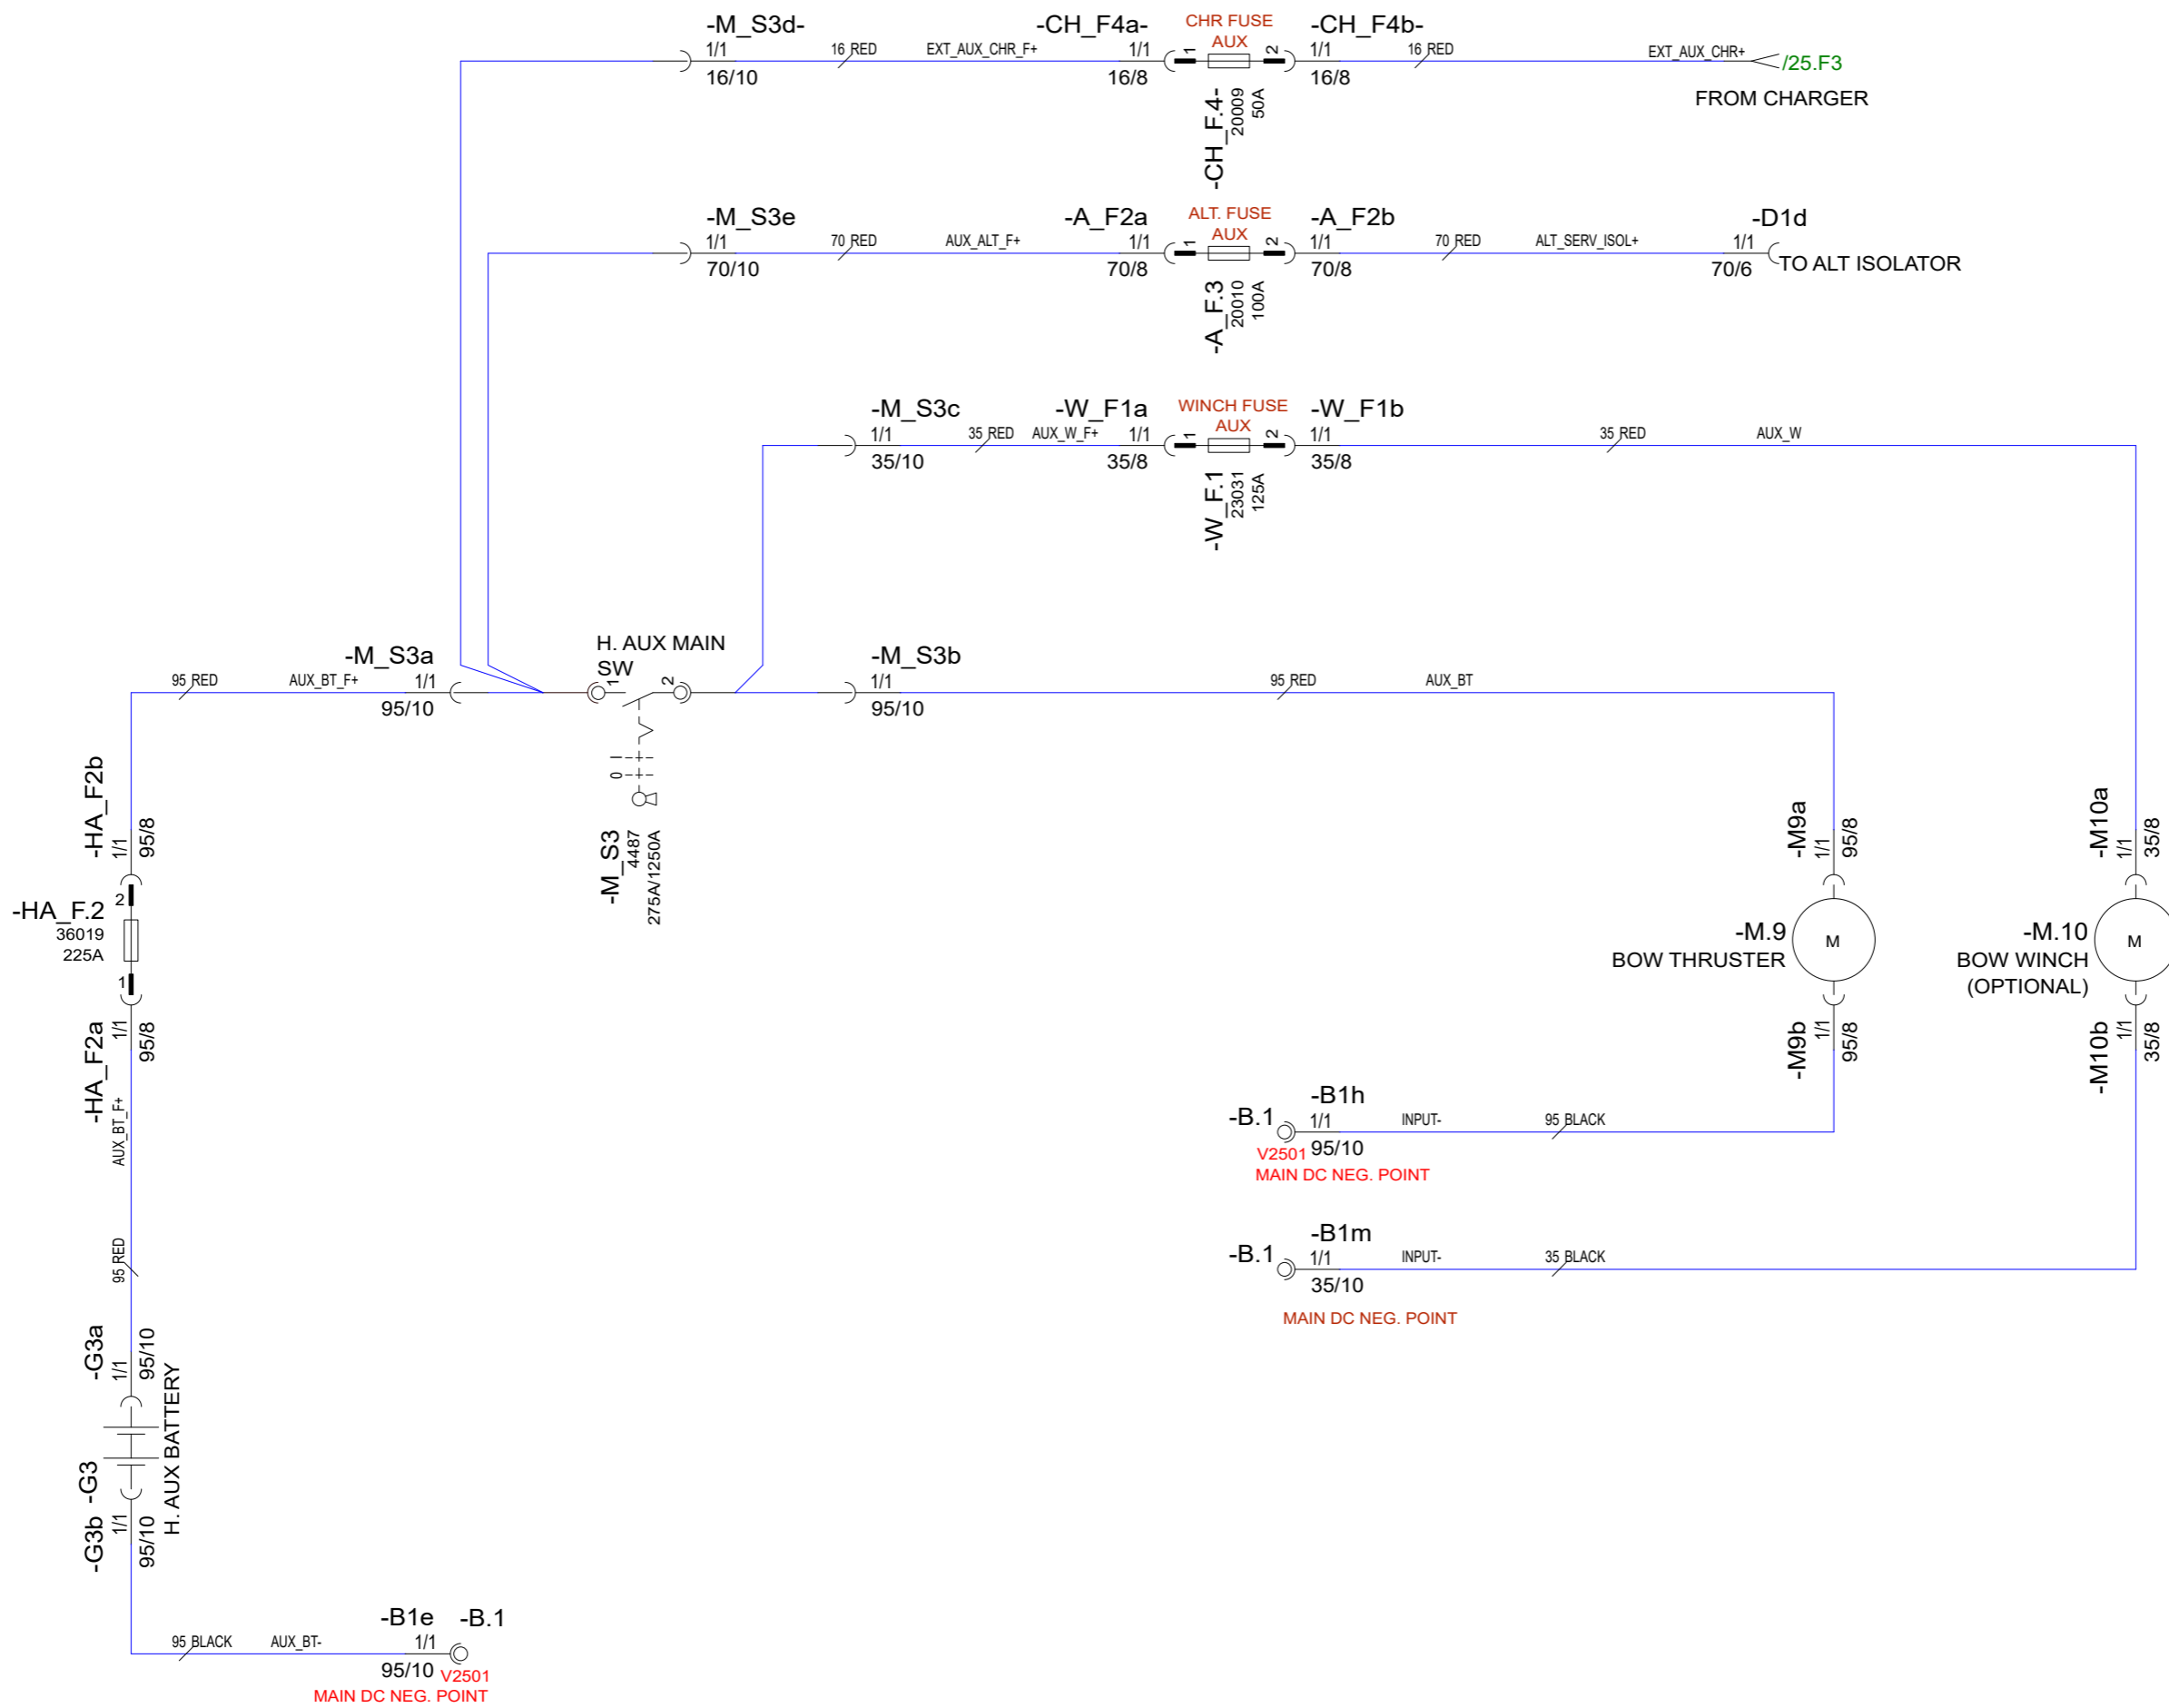 -M_S3d-
1/1
16/10
16 RED
EXT_AUX_CHR_F+
-CH_F4a-
1/1
16/8
CHR FUSE
AUX
1
2
-CH_F.4-
20009
50A
-CH_F4b-
1/1
16/8
16 RED
EXT_AUX_CHR+
/25.F3
FROM CHARGER
-M_S3e
1/1
70/10
70 RED
AUX_ALT_F+
-A_F2a
1/1
70/8
ALT. FUSE
AUX
1
2
-A_F.3
20010
100A
-A_F2b
1/1
70/8
70 RED
ALT_SERV_ISOL+
-D1d
1/1
70/6
TO ALT ISOLATOR
-M_S3c
1/1
35/10
35 RED
AUX_W_F+
-W_F1a
1/1
35/8
WINCH FUSE
AUX
1
2
-W_F.1
23031
125A
-W_F1b
1/1
35/8
35 RED
AUX_W
95 RED
AUX_BT_F+
-M_S3a
1/1
95/10
H. AUX MAIN
SW
1
2
0 I
-M_S3
4487
275A/1250A
-M_S3b
1/1
95/10
95 RED
AUX_BT
-HA_F2b
1/1
95/8
2
-HA_F.2
36019
225A
1
-HA_F2a
1/1
95/8
AUX_BT_F+
95 RED
-M9a
1/1
95/8
-M.9
BOW THRUSTER
M
-M9b
1/1
95/8
-M10a
1/1
35/8
-M.10
BOW WINCH
(OPTIONAL)
M
-M10b
1/1
35/8
-B.1
V2501
-B1h
1/1
95/10
INPUT-
95 BLACK
MAIN DC NEG. POINT
-B.1
-B1m
1/1
35/10
INPUT-
35 BLACK
MAIN DC NEG. POINT
-G3a
1/1
95/10
-G3
H. AUX BATTERY
-G3b
1/1
95/10
95 BLACK
AUX_BT-
-B1e
1/1
95/10
-B.1
V2501
MAIN DC NEG. POINT